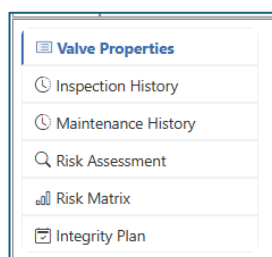 Valve Properties
Inspection History
Maintenance History
Risk Assessment
Risk Matrix
Integrity Plan